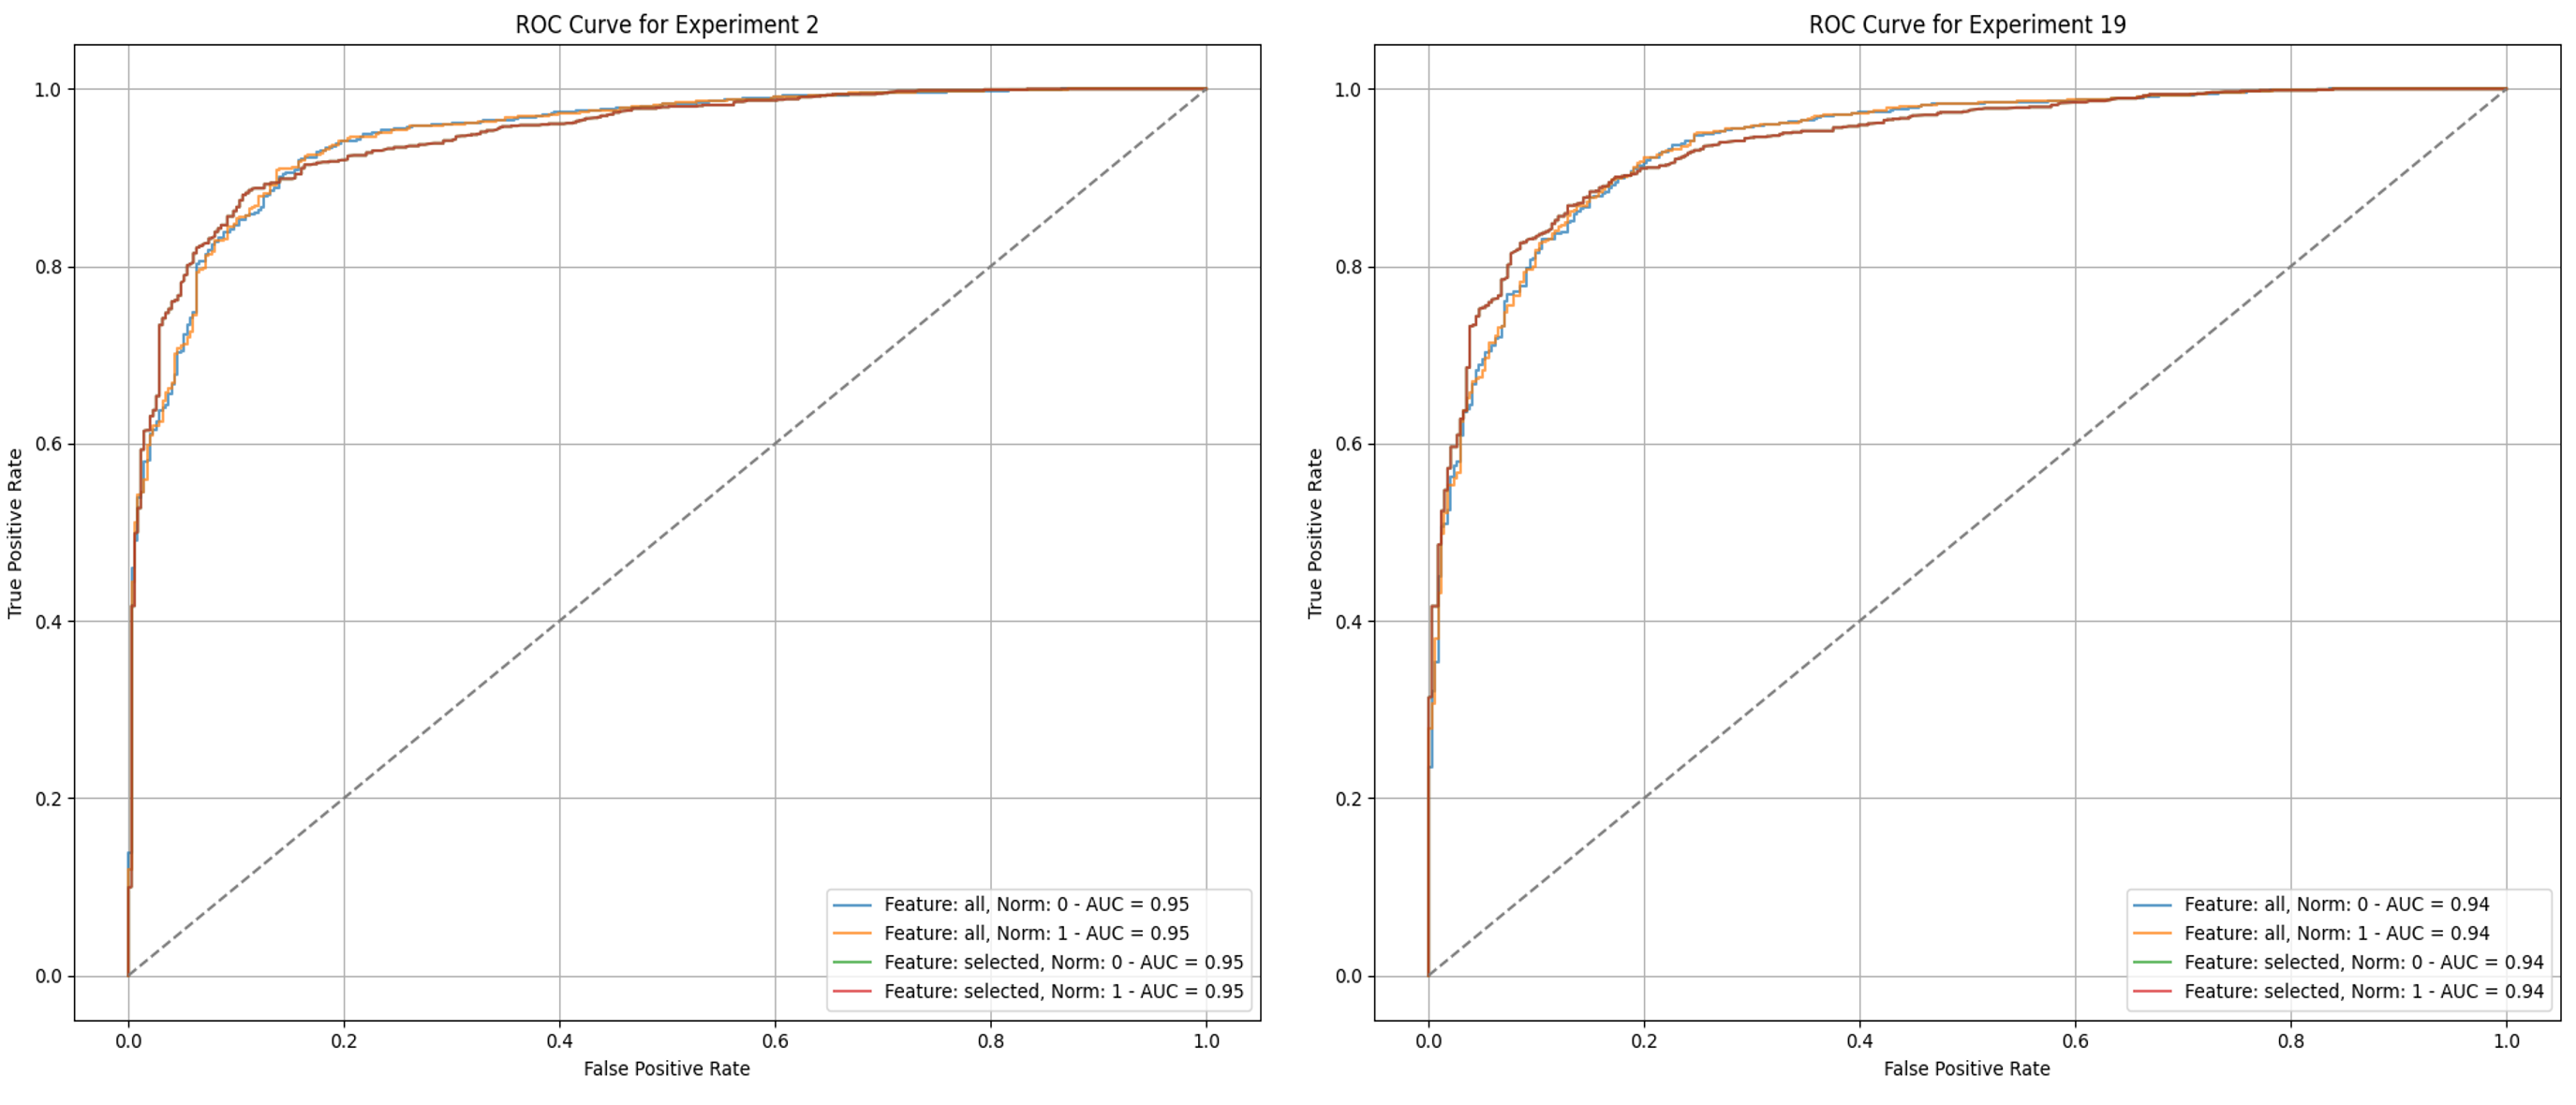 ROC Curve for Experiment 2
True Positive Rate
1.0
0.8
0.6
0.4
0.2
0.0
Feature: all, Norm: 0 - AUC = 0.95
Feature: all, Norm: 1 - AUC = 0.95
Feature: selected, Norm: 0 - AUC = 0.95
Feature: selected, Norm: 1 - AUC = 0.95
0.0 0.2 0.4 0.6 0.8 1.0
False Positive Rate
ROC Curve for Experiment 19
True Positive Rate
1.0
0.8
0.6
0.4
0.2
0.0
Feature: all, Norm: 0 - AUC = 0.94
Feature: all, Norm: 1 - AUC = 0.94
Feature: selected, Norm: 0 - AUC = 0.94
Feature: selected, Norm: 1 - AUC = 0.94
0.0 0.2 0.4 0.6 0.8 1.0
False Positive Rate